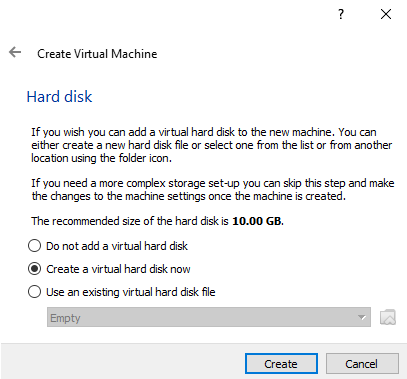 ?
Create Virtual Machine
Hard disk
If you wish you can add a virtual hard disk to the new machine. You can
either create a new hard disk file or select one from the list or from another
location using the folder icon.
If you need a more complex storage set-up you can skip this step and make
the changes to the machine settings once the machine is created.
The recommended size of the hard disk is 10.00 GB.
Do not add a virtual hard disk
Create a virtual hard disk now
Use an existing virtual hard disk file
Empty
Create Cancel